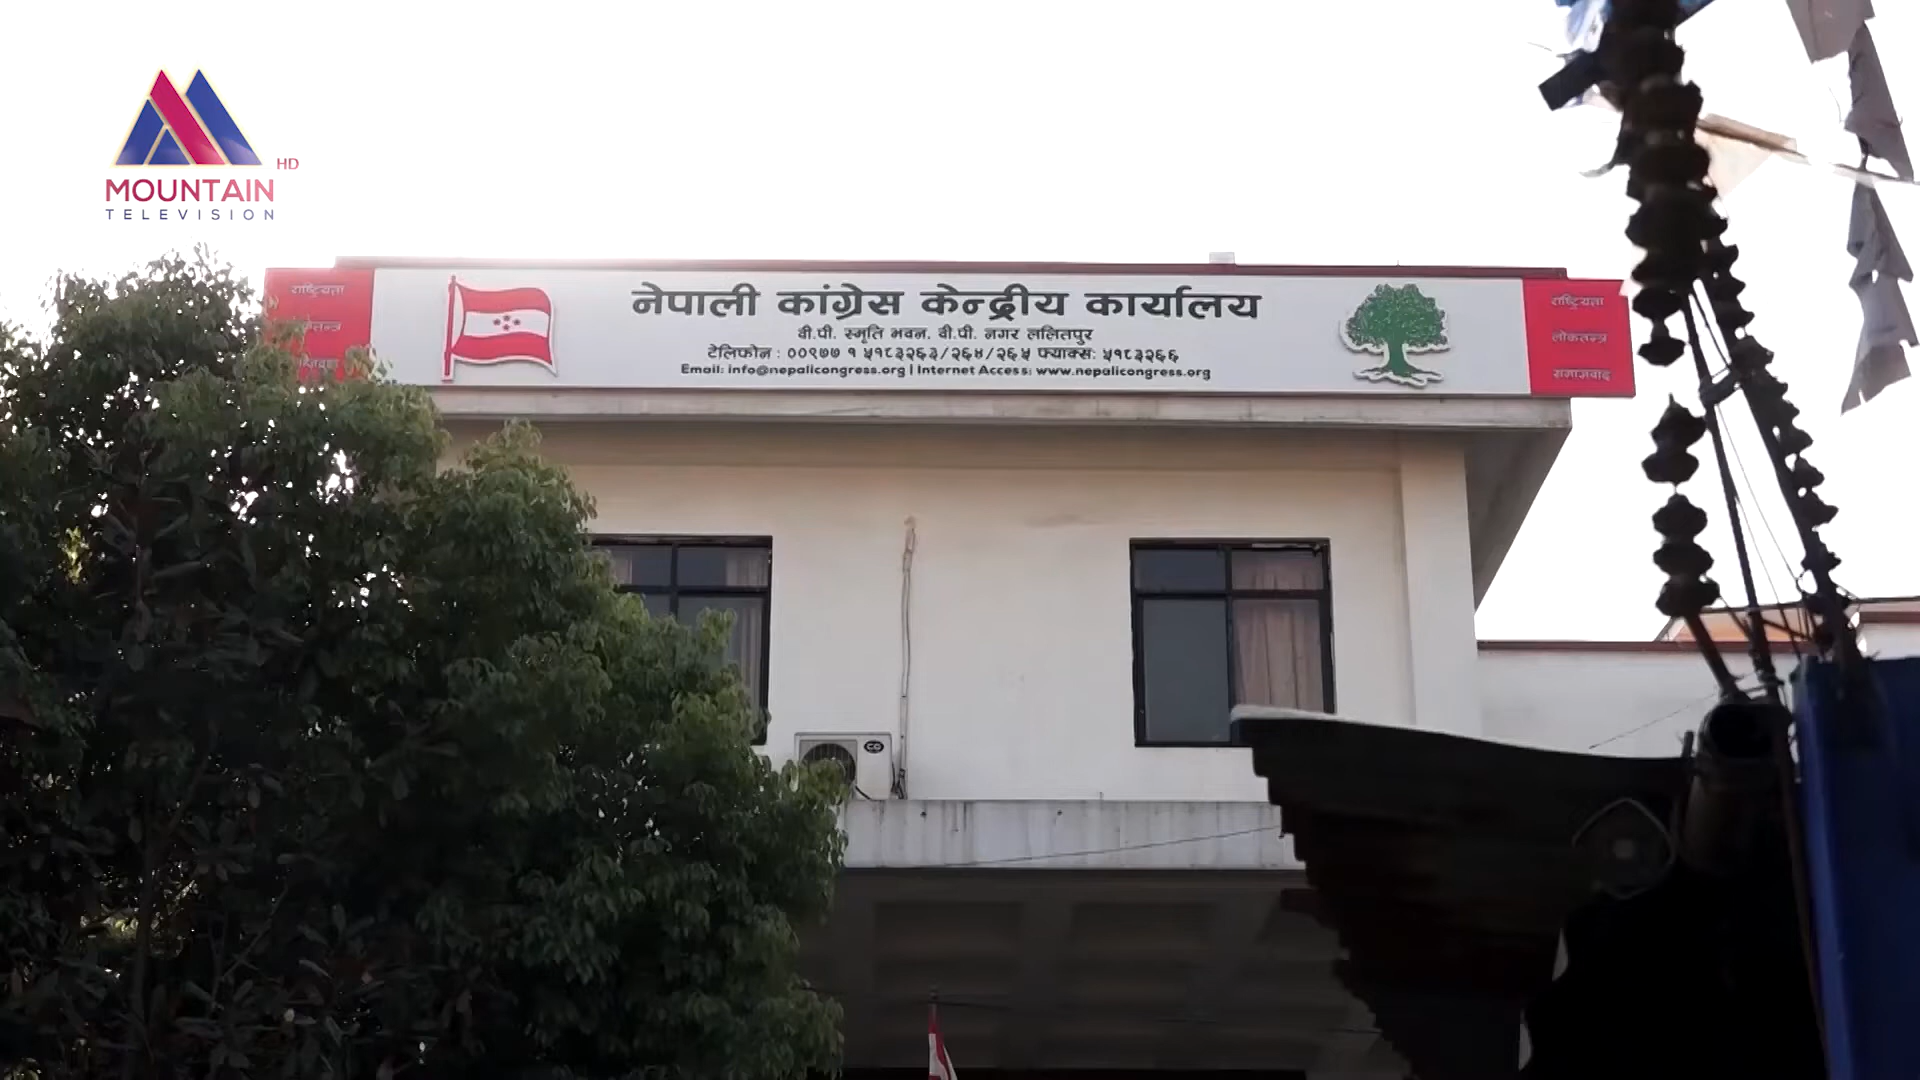 MOUNTAIN HD
TELEVISION
राष्ट्रियता
नेपाली कांग्रेस केन्द्रीय कार्यालय
वी.पी. स्मृति भवन, वी.पी. नगर ललितपुर
टेलिफोन : ००९७७ १ ५१८३२६३/२६४/२६५ फ्याक्स: ५१८३२६६
Email: info@nepalicongress.org | Internet Access: www.nepalicongress.org
राष्ट्रियता
लोकतन्त्र
समाजवाद